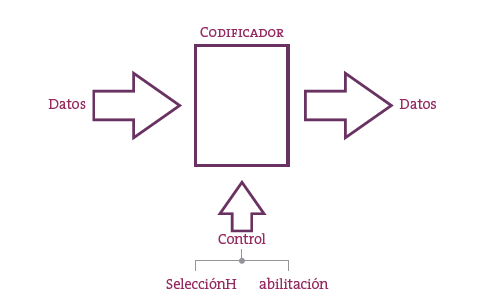 Codificador
Datos
Datos
Control
SelecciónH abilitación